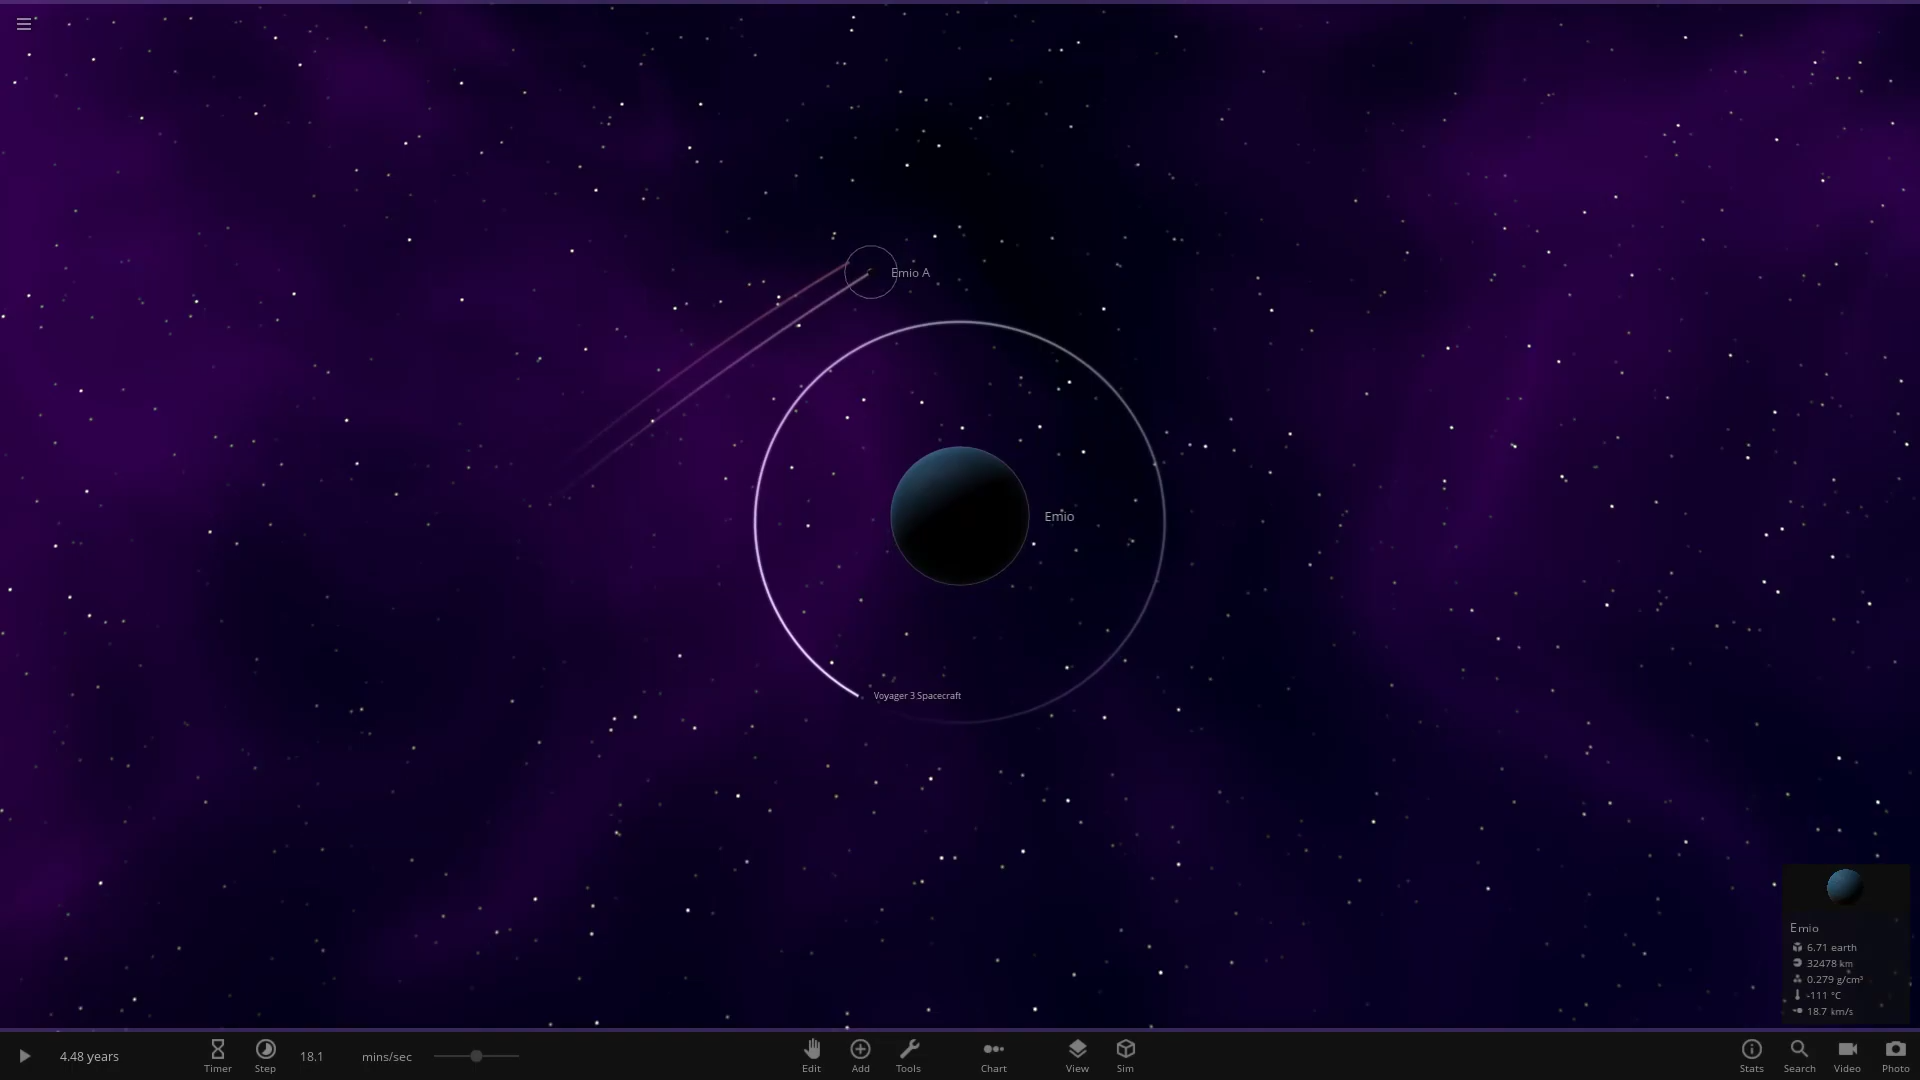 Emio A
Emio
Voyager 3 Spacecraft
Emio
6.71 earth
32478 km
0.279 g/cm³
-111 °C
18.7 km/s
4.48 years
Timer
Step
18.1
mins/sec
Edit
Add
Tools
Chart
View
Sim
Stats
Search
Video
Photo